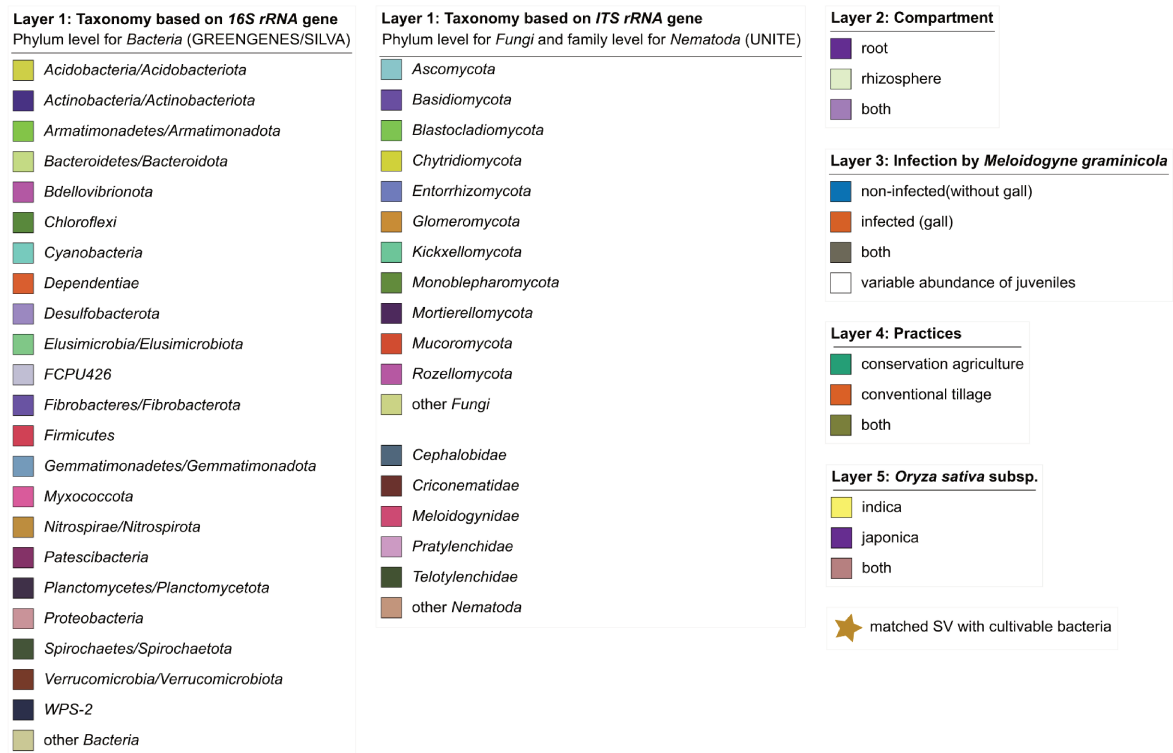 Layer 1: Taxonomy based on 16S rRNA gene
Phylum level for Bacteria (GREENGENES/SILVA)
Acidobacteria/Acidobacteriota
Actinobacteria/Actinobacteriota
Armatimonadetes/Armatimonadota
Bacteroidetes/Bacteroidota
Bdellovibrionota
Chloroflexi
Cyanobacteria
Dependentiae
Desulfobacterota
Elusimicrobia/Elusimicrobiota
FCPU426
Fibrobacteres/Fibrobacterota
Firmicutes
Gemmatimonadetes/Gemmatimonadota
Myxococcota
Nitrospirae/Nitrospirota
Patescibacteria
Planctomycetes/Planctomycetota
Proteobacteria
Spirochaetes/Spirochaetota
Verrucomicrobia/Verrucomicrobiota
WPS-2
other Bacteria
Layer 1: Taxonomy based on ITS rRNA gene
Phylum level for Fungi and family level for Nematoda (UNITE)
Ascomycota
Basidiomycota
Blastocladiomycota
Chytridiomycota
Entorrhizomycota
Glomeromycota
Kickxellomycota
Monoblepharomycota
Mortierellomycota
Mucoromycota
Rozellomycota
other Fungi
Cephalobidae
Criconematidae
Meloidogynidae
Pratylenchidae
Telotylenchidae
other Nematoda
Layer 2: Compartment
root
rhizosphere
both
Layer 3: Infection by Meloidogyne graminicola
non-infected(without gall)
infected (gall)
both
variable abundance of juveniles
Layer 4: Practices
conservation agriculture
conventional tillage
both
Layer 5: Oryza sativa subsp.
indica
japonica
both
matched SV with cultivable bacteria